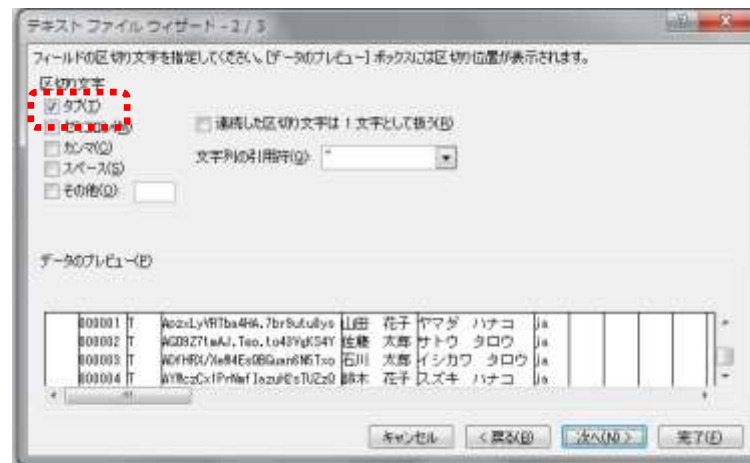 テキスト ファイル ウィザード - 2 / 3
フィールドの区切り文字を指定してください。[データのプレビュー] ボックスには区切り位置が表示されます。
区切り文字
タブ(T)
セミコロン(M)
連続した区切り文字は 1 文字として扱う(R)
カンマ(C)
文字列の引用符(Q): "
スペース(S)
その他(O):
データのプレビュー(P)
000001 T 山田 花子 ヤマダ ハナコ ja
000002 T 佐藤 太郎 サトウ タロウ ja
000003 T 石川 太郎 イシカワ タロウ ja
000004 T 鈴木 花子 スズキ ハナコ ja
キャンセル < 戻る(B) 次へ(N) > 完了(F)